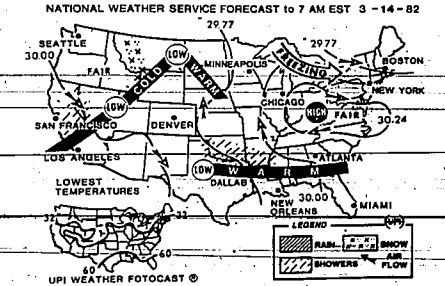 NATIONAL WEATHER SERVICE FORECAST to 7 AM EST 3 -14- 82
29.77
SEATTLE
30.00
LOW
29.77
FREEZING
BOSTON
FAIR
COLD
WARM
MINNEAPOLIS
NEW YORK
LOW
CHICAGO
HIGH
FAIR
30.24
SAN FRANCISCO
DENVER
LOS ANGELES
LOW
WARM
ATLANTA
DALLAS
LOWEST
TEMPERATURES
NEW
ORLEANS
30.00
MIAMI
32
32
60
60
LEGEND
UPI
RAIN
SNOW
SHOWERS
AIR
FLOW
UPI WEATHER FOTOCAST ®